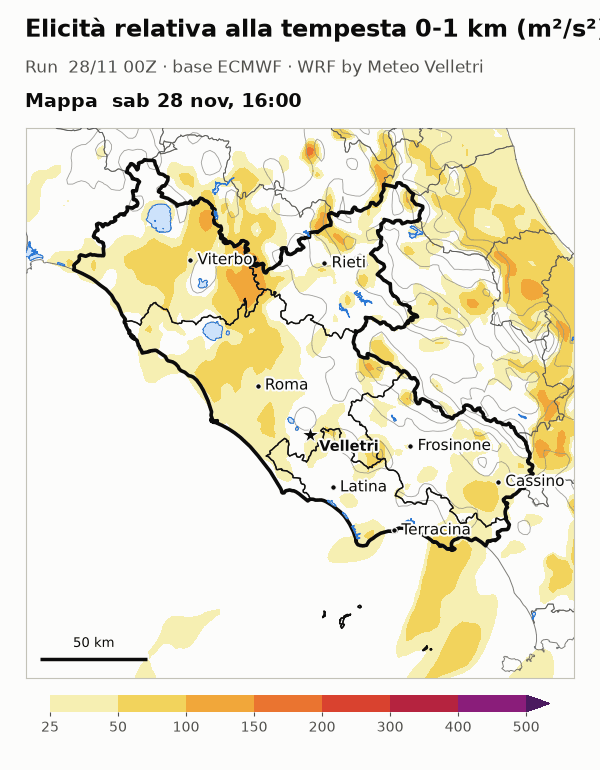 Elicità relativa alla tempesta 0-1 km (m²/s²)
Run 28/11 00Z · base ECMWF · WRF by Meteo Velletri
Mappa sab 28 nov, 16:00
Viterbo
Rieti
Roma
Velletri
Frosinone
Latina
Cassino
Terracina
50 km
25 50 100 150 200 300 400 500